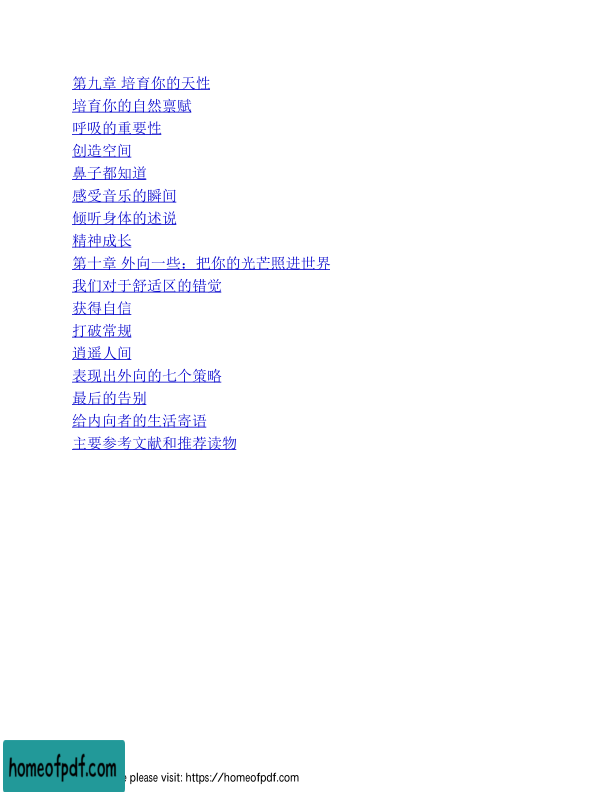 第九章 培育你的天性
培育你的自然禀赋
呼吸的重要性
创造空间
鼻子都知道
感受音乐的瞬间
倾听身体的述说
精神成长
第十章 外向一些：把你的光芒照进世界
我们对于舒适区的错觉
获得自信
打破常规
逍遥人间
表现出外向的七个策略
最后的告别
给内向者的生活寄语
主要参考文献和推荐读物
homeofpdf.com
please visit: https://homeofpdf.com